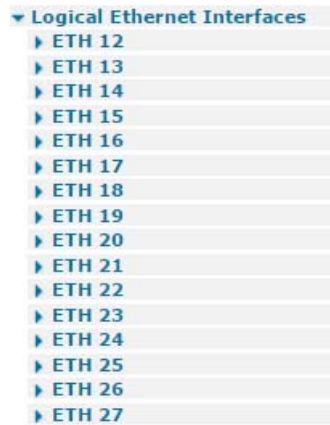 Logical Ethernet Interfaces
ETH 12
ETH 13
ETH 14
ETH 15
ETH 16
ETH 17
ETH 18
ETH 19
ETH 20
ETH 21
ETH 22
ETH 23
ETH 24
ETH 25
ETH 26
ETH 27